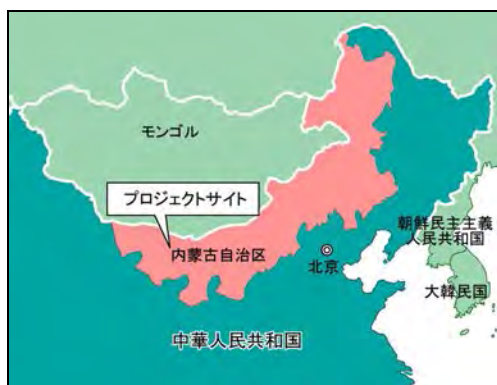 モンゴル
プロジェクトサイト
内蒙古自治区
北京
朝鮮民主主義
人民共和国
大韓民国
中華人民共和国